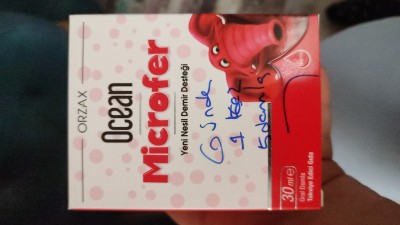 ORZAX
Ocean
Microfer
Yeni Nesil Demir Desteği
Günde
1 kez
5 damla
30 ml e
Oral Damla
Takviye Edici Gıda